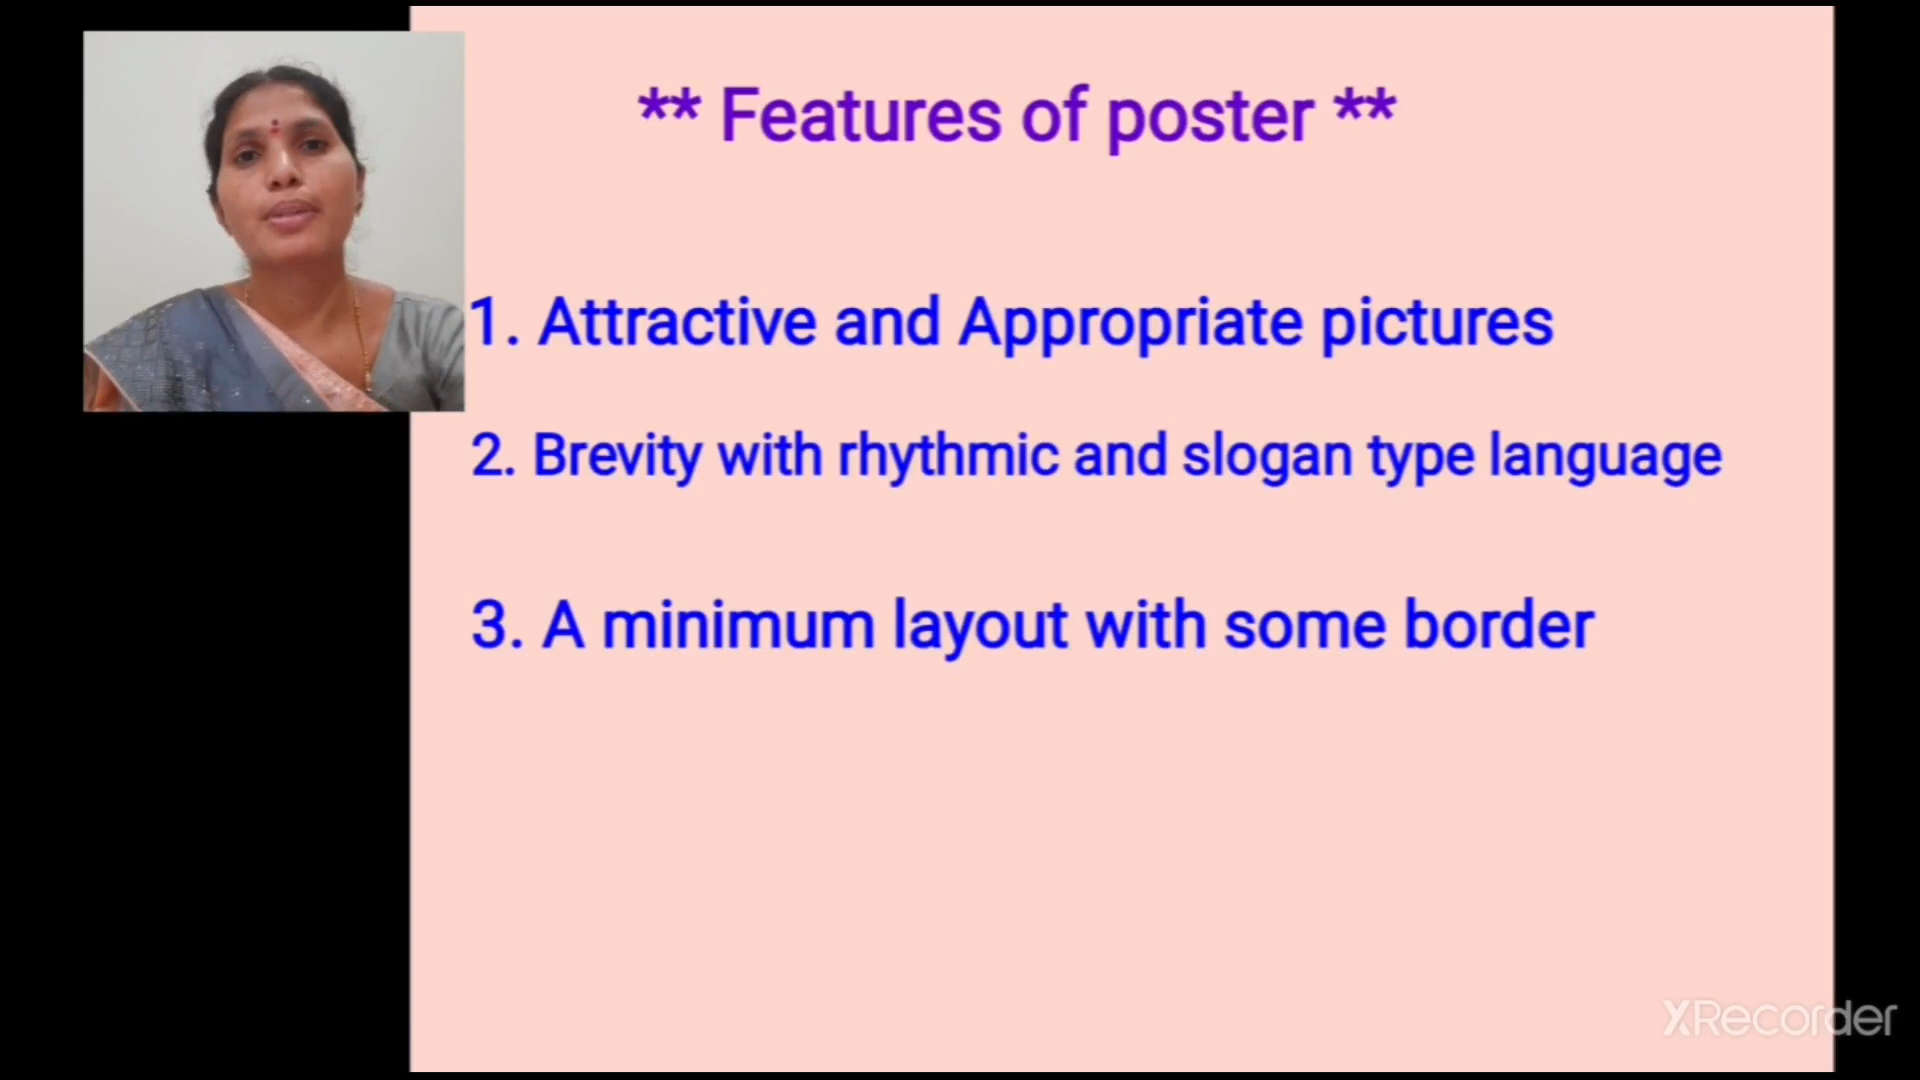 ** Features of poster **
1. Attractive and Appropriate pictures
2. Brevity with rhythmic and slogan type language
3. A minimum layout with some border
XRecorder